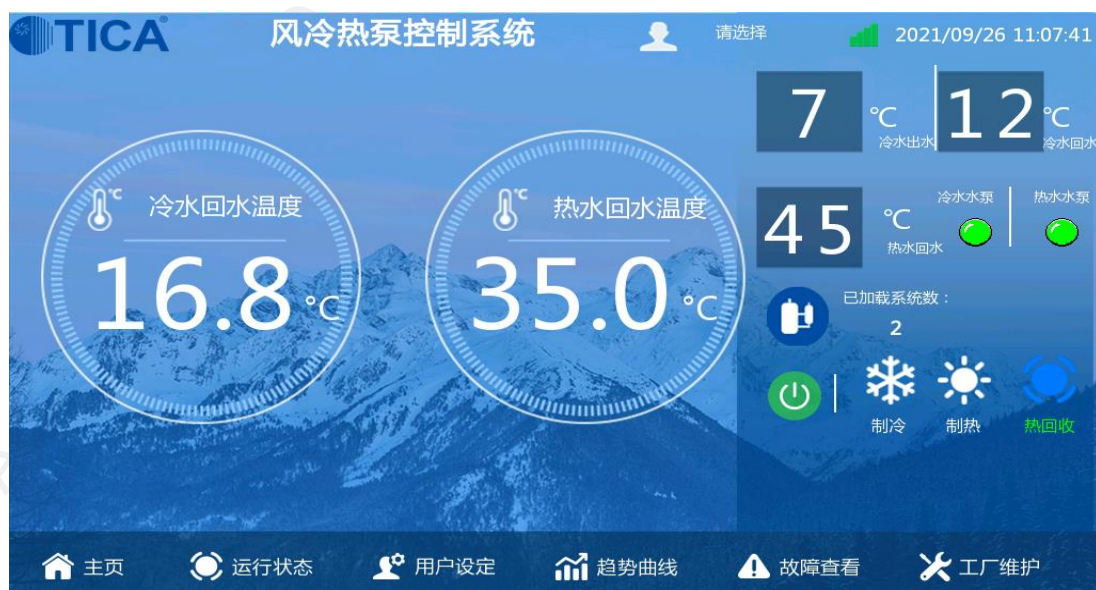 TICA
风冷热泵控制系统
请选择
2021/09/26 11:07:41
7 ℃ 冷水出水
12 ℃ 冷水回水
℃ 冷水回水温度
16.8 ℃
℃ 热水回水温度
35.0 ℃
45 ℃ 热水回水
冷水水泵
热水水泵
已加载系统数：
2
制冷
制热
热回收
主页
运行状态
用户设定
趋势曲线
故障查看
工厂维护